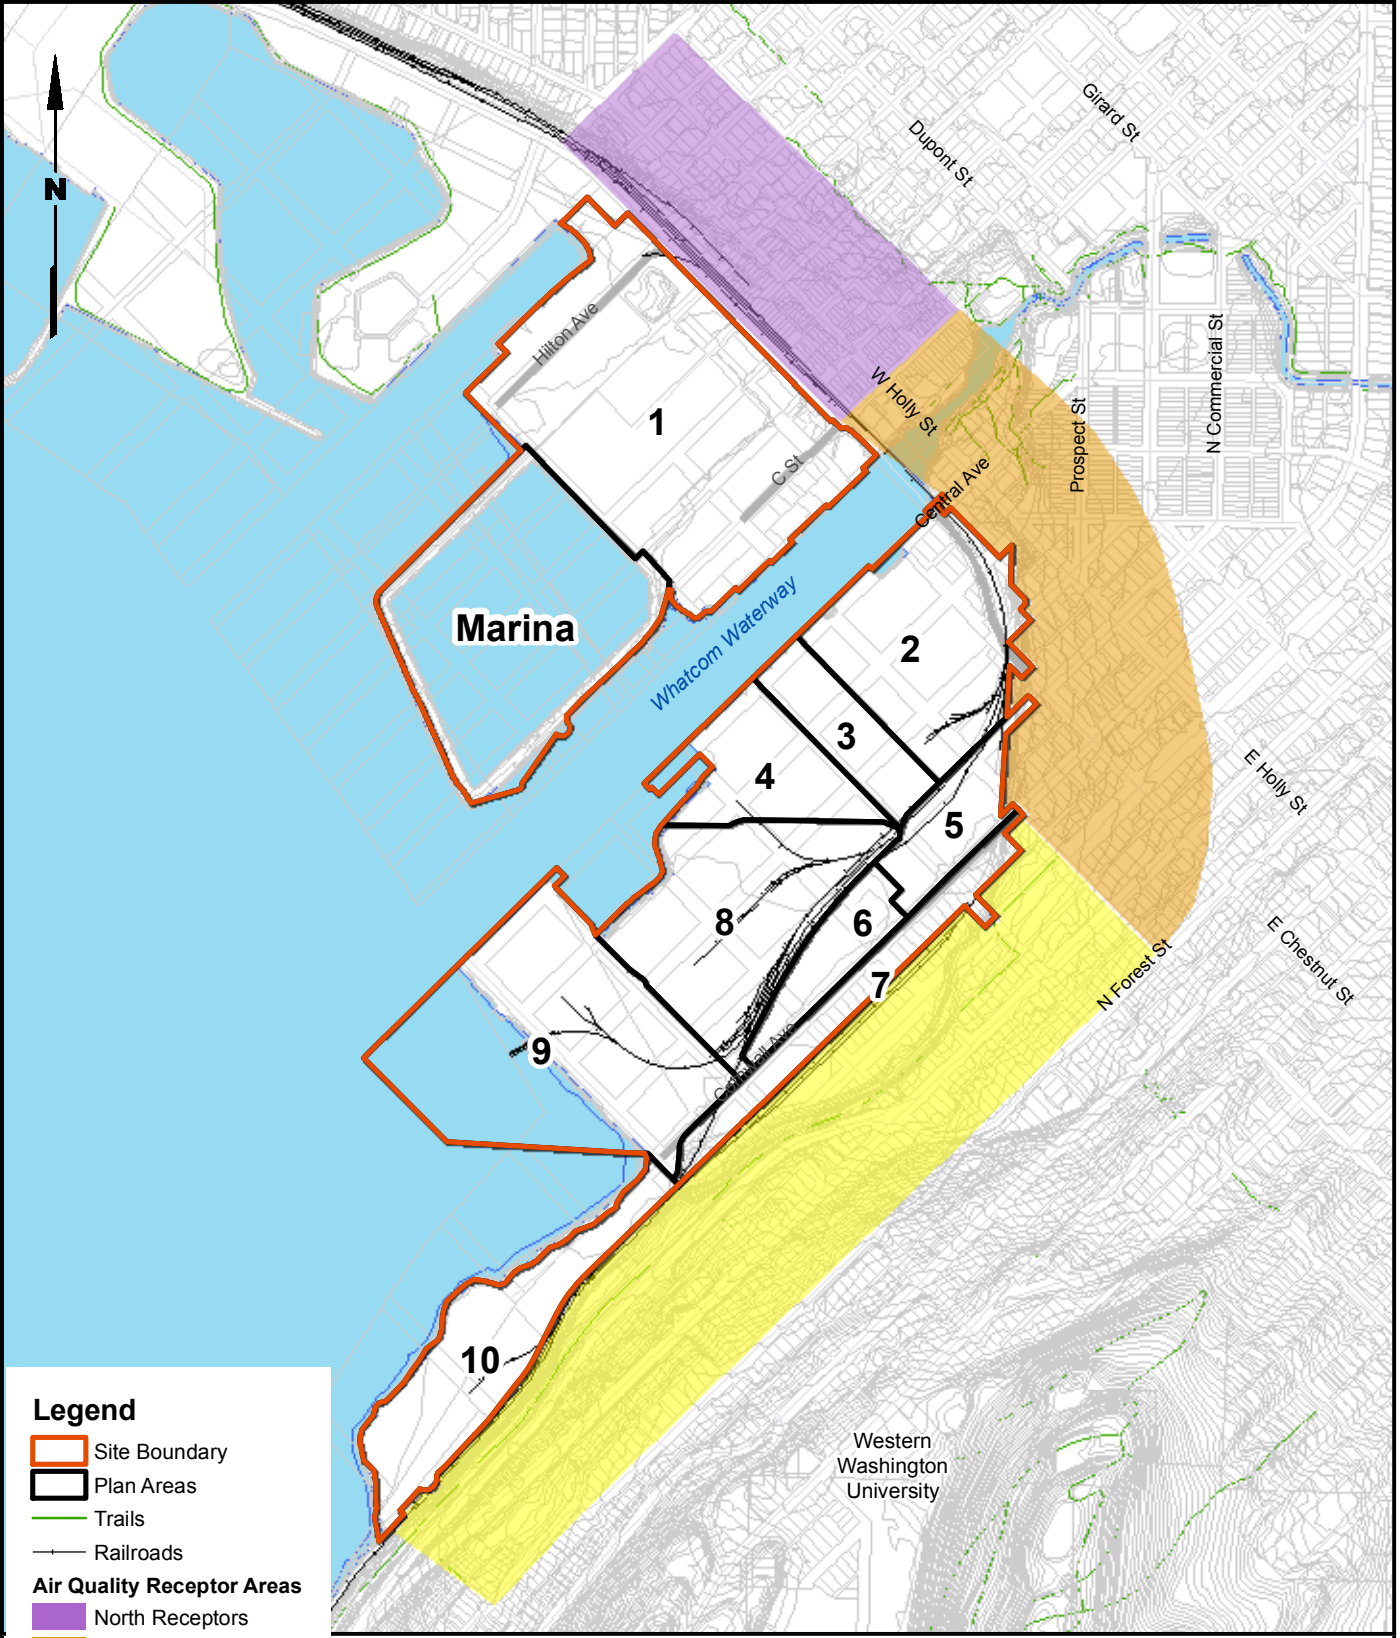 Girard St
Dupont St
N
Hilton Ave
W Holly St
N Commercial St
Prospect St
1
C St
Central Ave
Marina
Whatcom Waterway
2
3
4
E Holly St
5
6
8
7
E Chestnut St
N Forest St
9
Cornwall Ave
10
Western
Washington
University
Legend
Site Boundary
Plan Areas
Trails
Railroads
Air Quality Receptor Areas
North Receptors